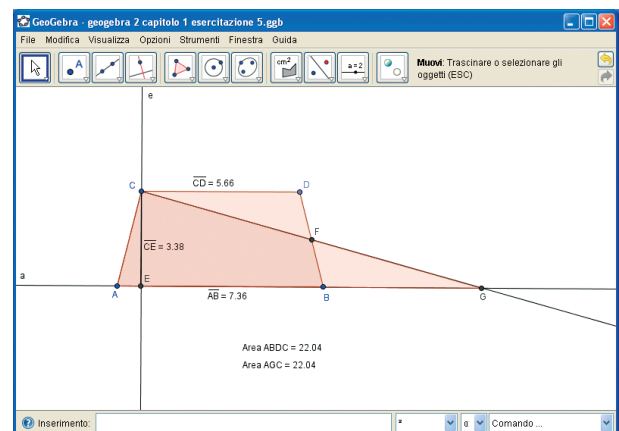 GeoGebra - geogebra 2 capitolo 1 esercitazione 5.ggb
File Modifica Visualizza Opzioni Strumenti Finestra Guida
A
cm²
a=2
Muovi: Trascinare o selezionare gli
oggetti (ESC)
e
C
CD = 5.66
D
F
CE = 3.38
a
E
A
AB = 7.36
B
G
Area ABDC = 22.04
Area AGC = 22.04
Inserimento:
²
α
Comando ...